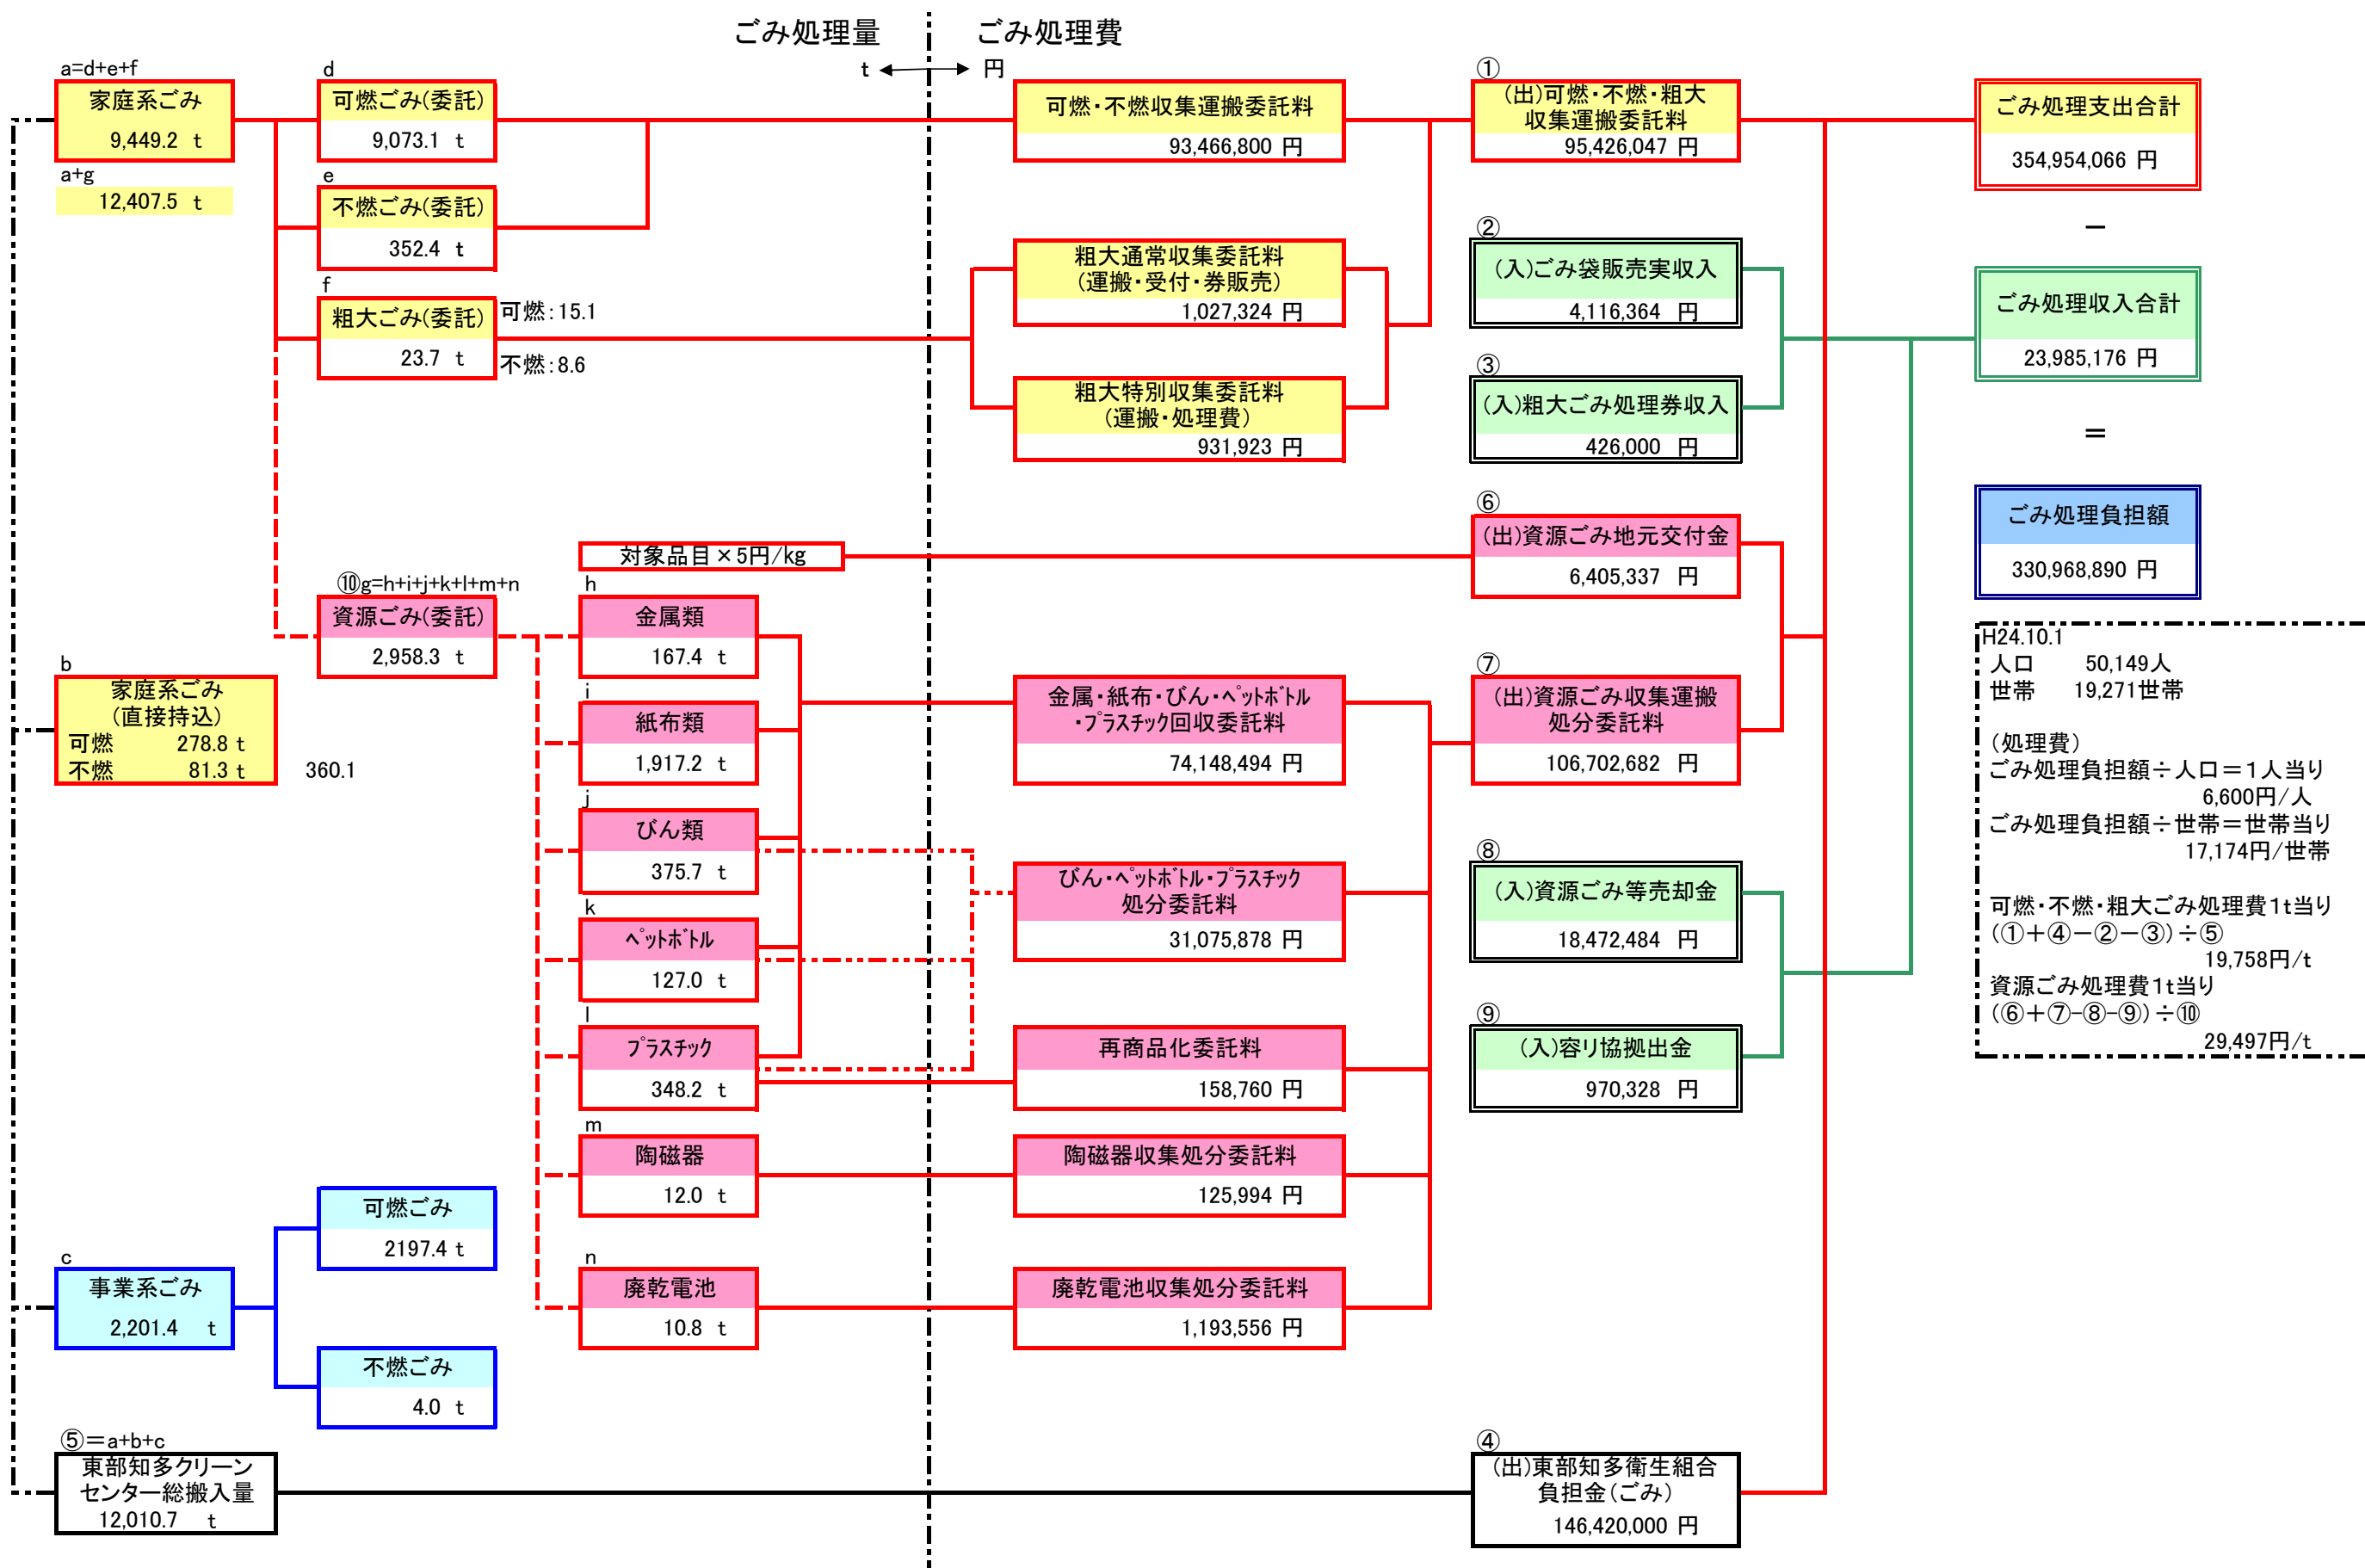 ごみ処理量
ごみ処理費
t
円
a=d+e+f
家庭系ごみ
9,449.2 t
a+g
12,407.5 t
d
可燃ごみ(委託)
9,073.1 t
e
不燃ごみ(委託)
352.4 t
f
粗大ごみ(委託)
23.7 t
可燃：15.1
不燃：8.6
可燃・不燃収集運搬委託料
93,466,800 円
粗大通常収集委託料
(運搬・受付・券販売)
1,027,324 円
粗大特別収集委託料
(運搬・処理費)
931,923 円
①
(出)可燃・不燃・粗大
収集運搬委託料
95,426,047 円
②
(入)ごみ袋販売実収入
4,116,364 円
③
(入)粗大ごみ処理券収入
426,000 円
ごみ処理支出合計
354,954,066 円
－
ごみ処理収入合計
23,985,176 円
＝
ごみ処理負担額
330,968,890 円
対象品目×5円/kg
⑥
(出)資源ごみ地元交付金
6,405,337 円
⑩g=h+i+j+k+l+m+n
資源ごみ(委託)
2,958.3 t
h
金属類
167.4 t
i
紙布類
1,917.2 t
j
びん類
375.7 t
k
ﾍﾟｯﾄﾎﾞﾄﾙ
127.0 t
l
ﾌﾟﾗｽﾁｯｸ
348.2 t
m
陶磁器
12.0 t
n
廃乾電池
10.8 t
金属・紙布・びん・ﾍﾟｯﾄﾎﾞﾄﾙ
・ﾌﾟﾗｽﾁｯｸ回収委託料
74,148,494 円
びん・ﾍﾟｯﾄﾎﾞﾄﾙ・ﾌﾟﾗｽﾁｯｸ
処分委託料
31,075,878 円
再商品化委託料
158,760 円
陶磁器収集処分委託料
125,994 円
廃乾電池収集処分委託料
1,193,556 円
⑦
(出)資源ごみ収集運搬
処分委託料
106,702,682 円
⑧
(入)資源ごみ等売却金
18,472,484 円
⑨
(入)容リ協拠出金
970,328 円
H24.10.1
人口 50,149人
世帯 19,271世帯
（処理費）
ごみ処理負担額÷人口＝1人当り
6,600円/人
ごみ処理負担額÷世帯＝世帯当り
17,174円/世帯
可燃・不燃・粗大ごみ処理費1t当り
(①＋④－②－③)÷⑤
19,758円/t
資源ごみ処理費1t当り
(⑥＋⑦-⑧-⑨)÷⑩
29,497円/t
b
家庭系ごみ
(直接持込)
可燃 278.8 t
不燃 81.3 t
360.1
c
事業系ごみ
2,201.4 t
可燃ごみ
2197.4 t
不燃ごみ
4.0 t
⑤＝a+b+c
東部知多クリーン
センター総搬入量
12,010.7 t
④
(出)東部知多衛生組合
負担金(ごみ)
146,420,000 円